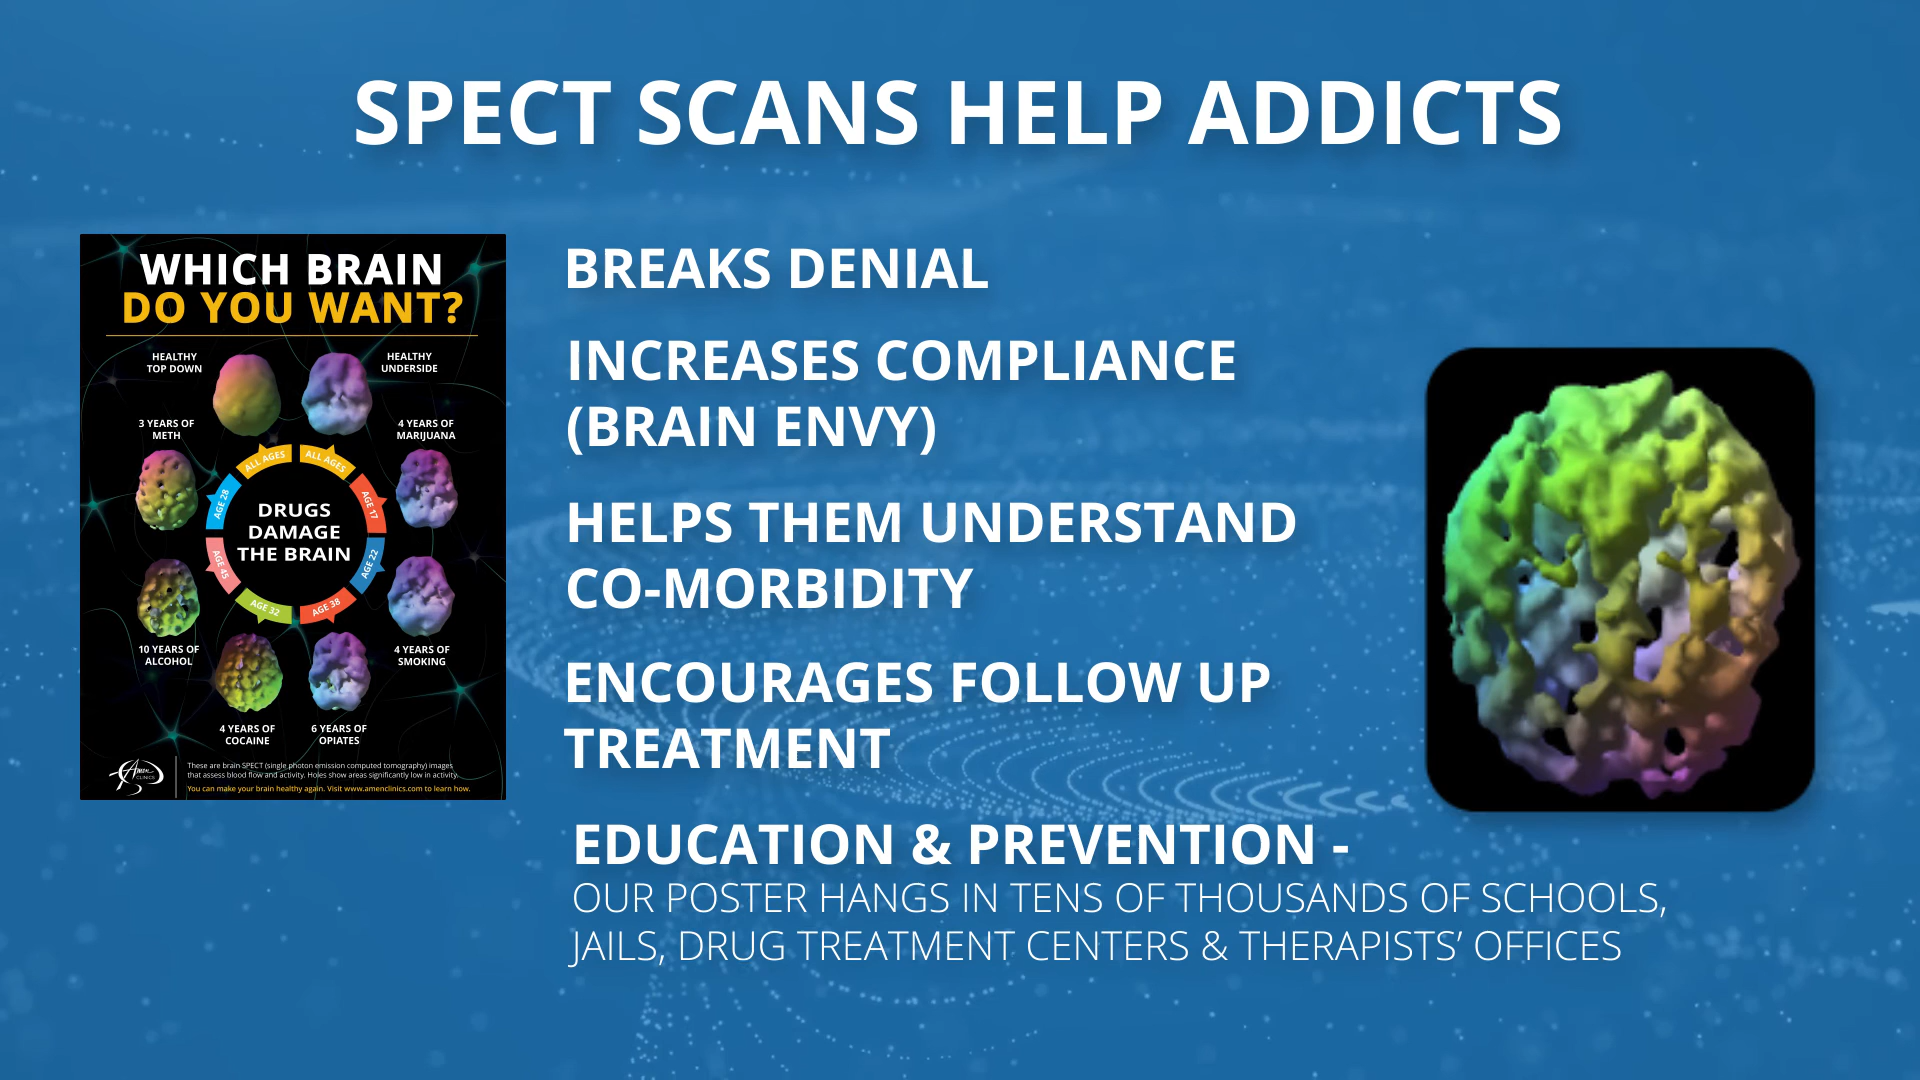 SPECT SCANS HELP ADDICTS
WHICH BRAIN
DO YOU WANT?
HEALTHY
TOP DOWN
HEALTHY
UNDERSIDE
3 YEARS OF
METH
4 YEARS OF
MARIJUANA
ALL AGES
ALL AGES
AGE 28
AGE 17
DRUGS
DAMAGE
THE BRAIN
AGE 45
AGE 22
AGE 32
AGE 38
10 YEARS OF
ALCOHOL
4 YEARS OF
SMOKING
4 YEARS OF
COCAINE
6 YEARS OF
OPIATES
Amen
CLINICS
These are brain SPECT (single photon emission computed tomography) images
that assess blood flow and activity. Holes show areas significantly low in activity.
You can make your brain healthy again. Visit www.amenclinics.com to learn how.
BREAKS DENIAL
INCREASES COMPLIANCE
(BRAIN ENVY)
HELPS THEM UNDERSTAND
CO-MORBIDITY
ENCOURAGES FOLLOW UP
TREATMENT
EDUCATION & PREVENTION -
OUR POSTER HANGS IN TENS OF THOUSANDS OF SCHOOLS,
JAILS, DRUG TREATMENT CENTERS & THERAPISTS’ OFFICES